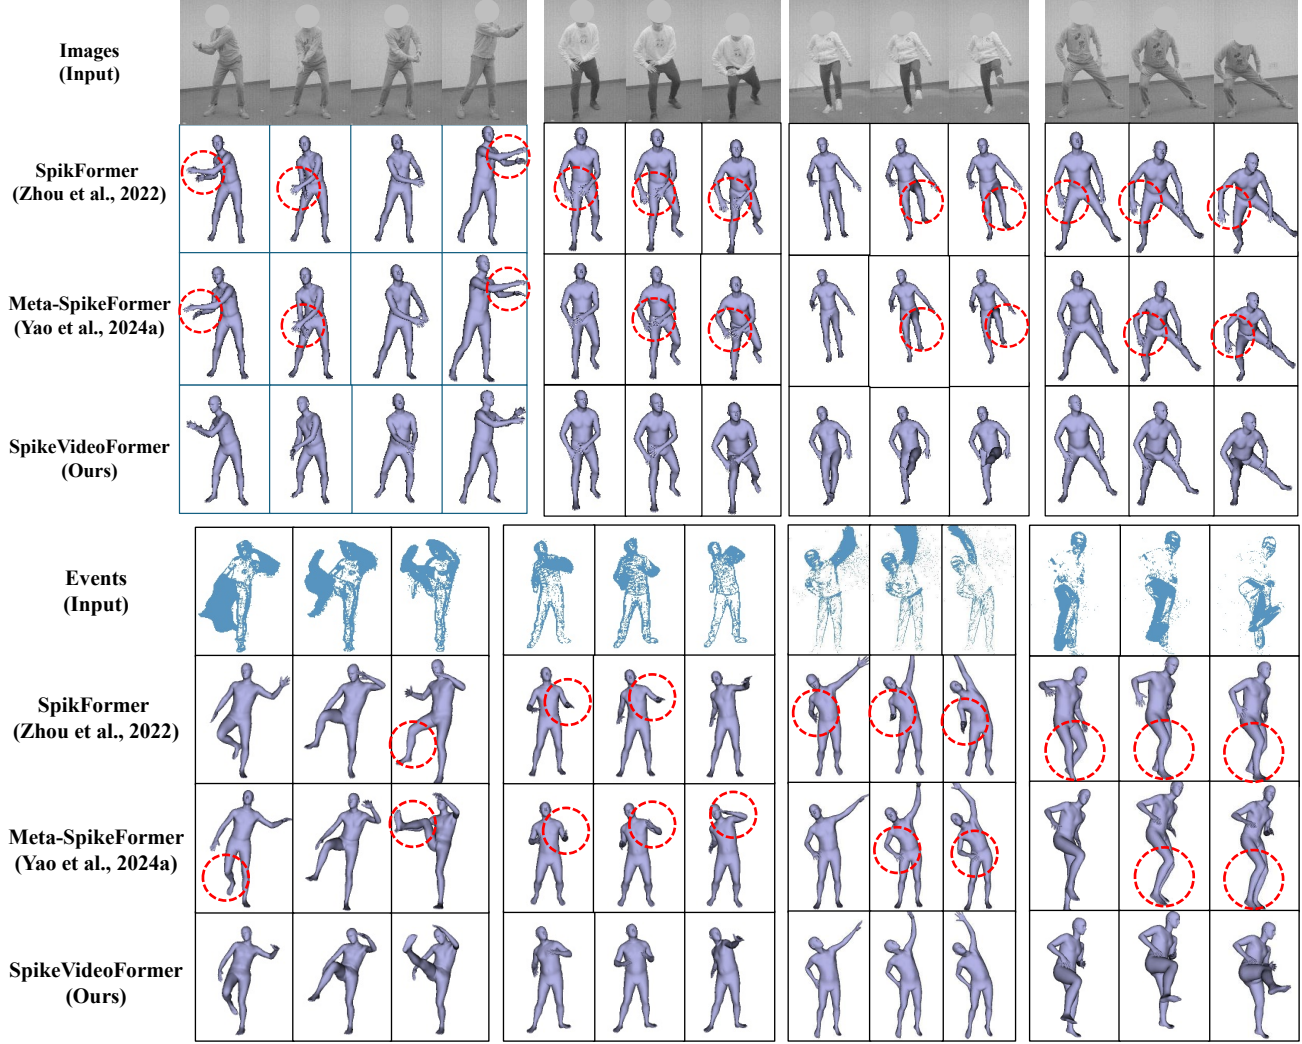 Images
(Input)
SpikFormer
(Zhou et al., 2022)
Meta-SpikeFormer
(Yao et al., 2024a)
SpikeVideoFormer
(Ours)
Events
(Input)
SpikFormer
(Zhou et al., 2022)
Meta-SpikeFormer
(Yao et al., 2024a)
SpikeVideoFormer
(Ours)